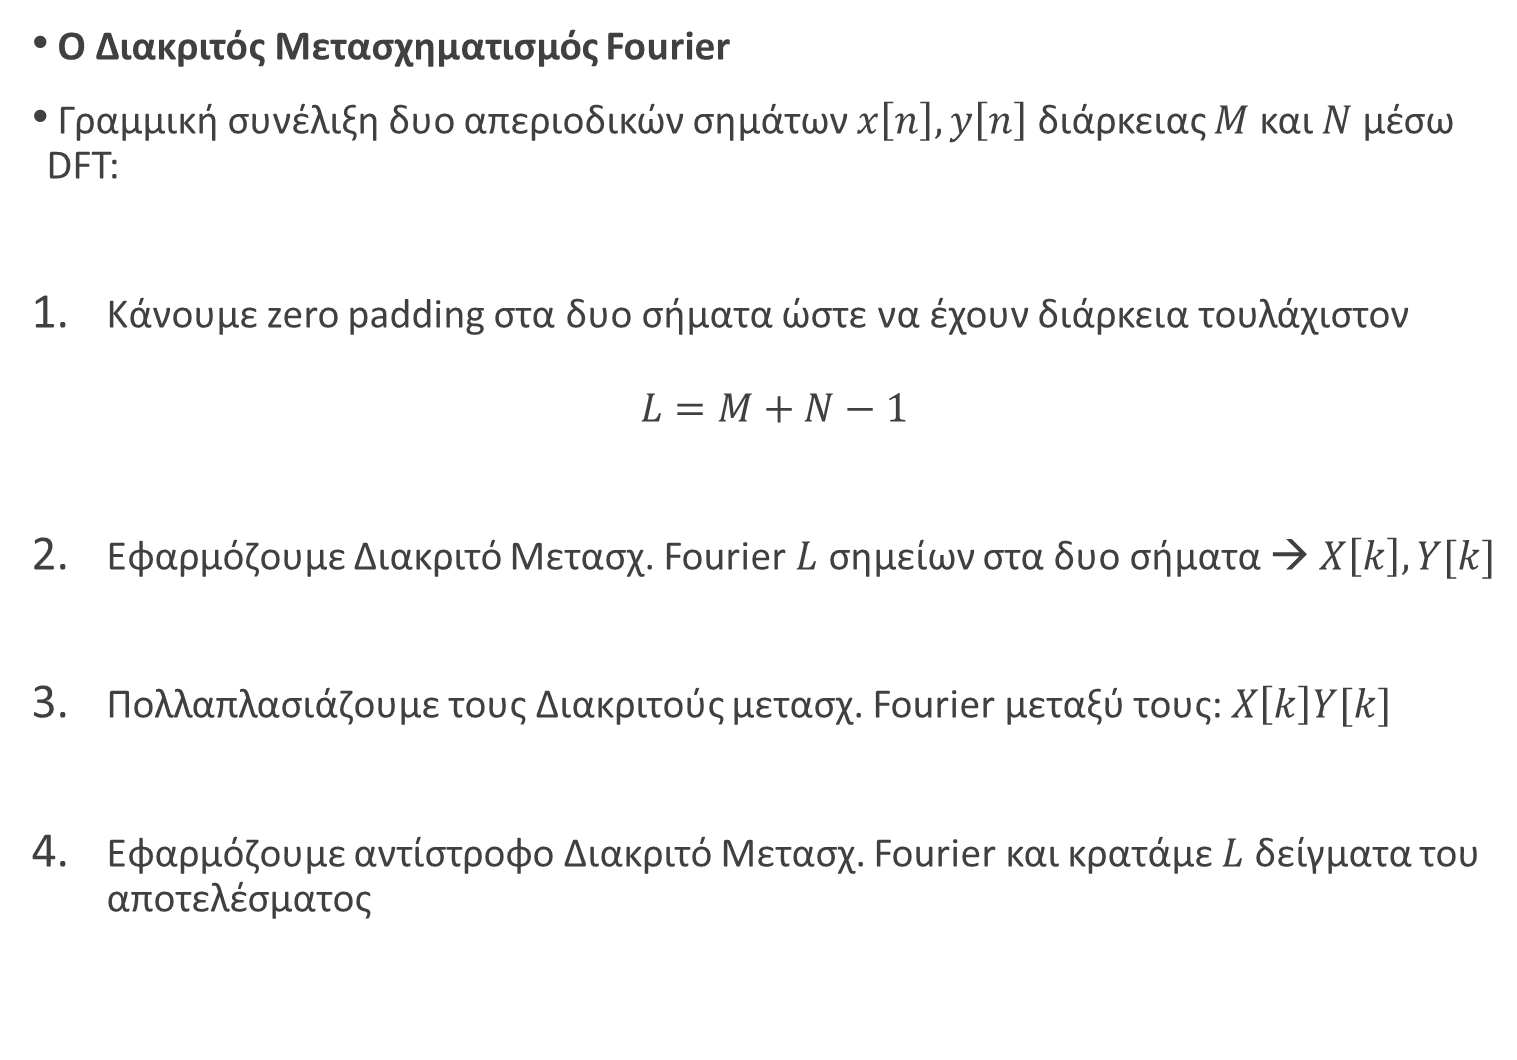 • Ο Διακριτός Μετασχηματισμός Fourier
• Γραμμική συνέλιξη δυο απεριοδικών σημάτων x[n], y[n] διάρκειας M και N μέσω
DFT:
1. Κάνουμε zero padding στα δυο σήματα ώστε να έχουν διάρκεια τουλάχιστον
L = M + N − 1
2. Εφαρμόζουμε Διακριτό Μετασχ. Fourier L σημείων στα δυο σήματα → X[k], Y[k]
3. Πολλαπλασιάζουμε τους Διακριτούς μετασχ. Fourier μεταξύ τους: X[k]Y[k]
4. Εφαρμόζουμε αντίστροφο Διακριτό Μετασχ. Fourier και κρατάμε L δείγματα του
αποτελέσματος